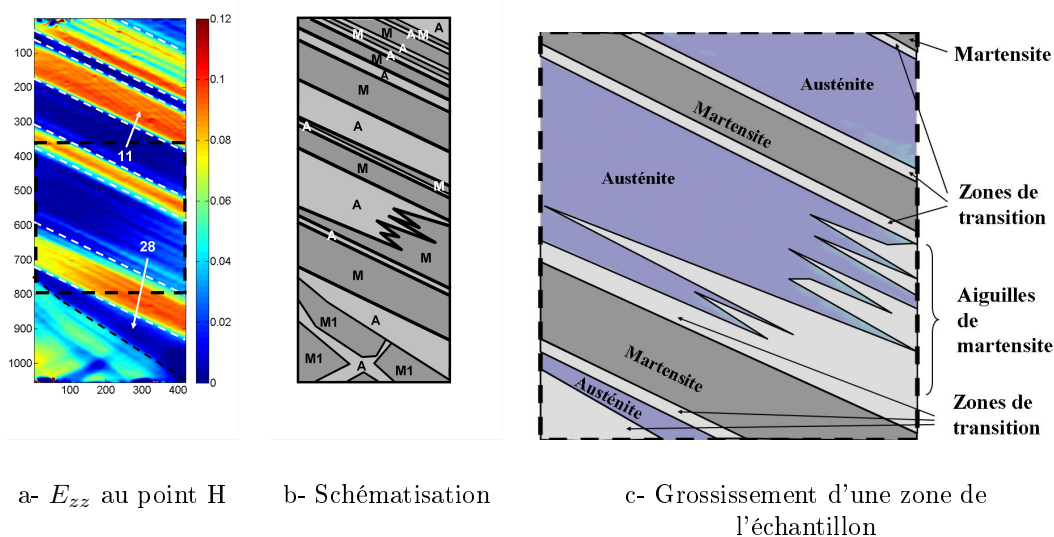 100
200
300
400
500
600
700
800
900
1000
100 200 300 400
0.12
0.1
0.08
0.06
0.04
0.02
0
11
28
A
M
M
A
A
M
M
A
A
M
A
A
M
M
A
A
M
M
A
M1
M1
A
M1
Martensite
Austénite
Martensite
Austénite
Zones de
transition
Aiguilles
de
martensite
Martensite
Austénite
Zones de
transition
a- Ezz au point H
b- Schématisation
c- Grossissement d'une zone de
l'échantillon